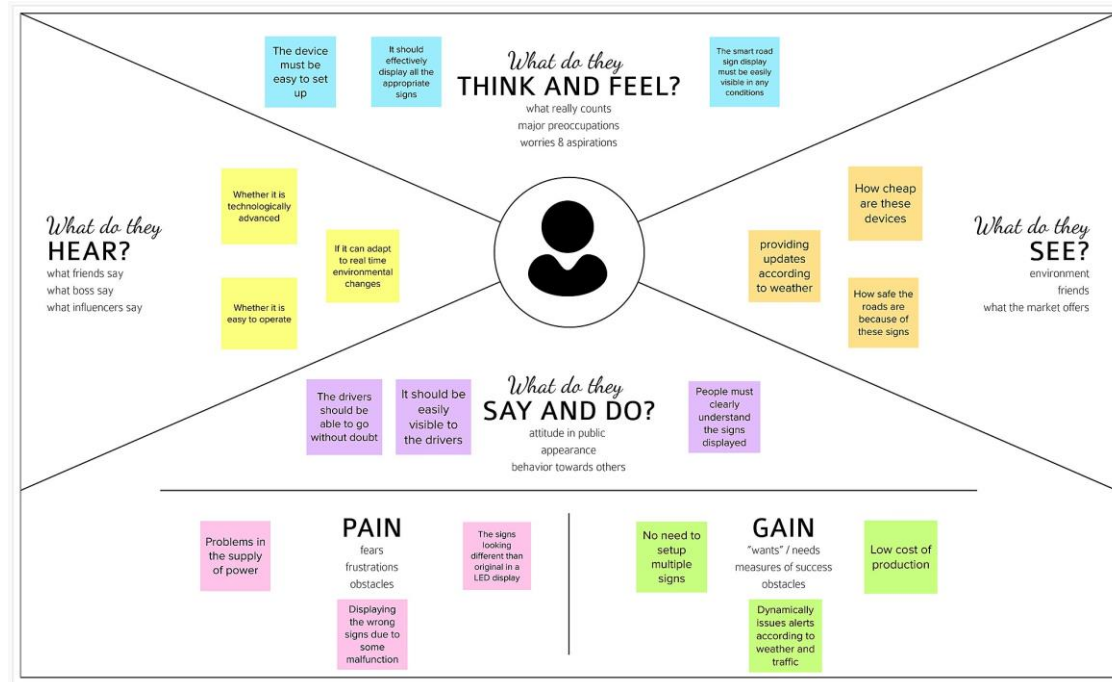 The device
must be
easy to set
up
It should
effectively
display all the
appropriate
signs
What do they
THINK AND FEEL?
what really counts
major preoccupations
worries & aspirations
The smart road
sign display
must be easily
visible in any
conditions
What do they
HEAR?
what friends say
what boss say
what influencers say
Whether it is
technologically
advanced
If it can adapt
to real time
environmental
changes
Whether it is
easy to operate
How cheap
are these
devices
providing
updates
according
to weather
How safe the
roads are
because of
these signs
What do they
SEE?
environment
friends
what the market offers
The drivers
should be
able to go
without doubt
It should be
easily
visible to
the drivers
What do they
SAY AND DO?
attitude in public
appearance
behavior towards others
People must
clearly
understand
the signs
displayed
Problems in
the supply
of power
PAIN
fears
frustrations
obstacles
The signs
looking
different than
original in a
LED display
Displaying
the wrong
signs due to
some
malfunction
No need to
setup
multiple
signs
GAIN
"wants" / needs
measures of success
obstacles
Low cost of
production
Dynamically
issues alerts
according to
weather and
traffic